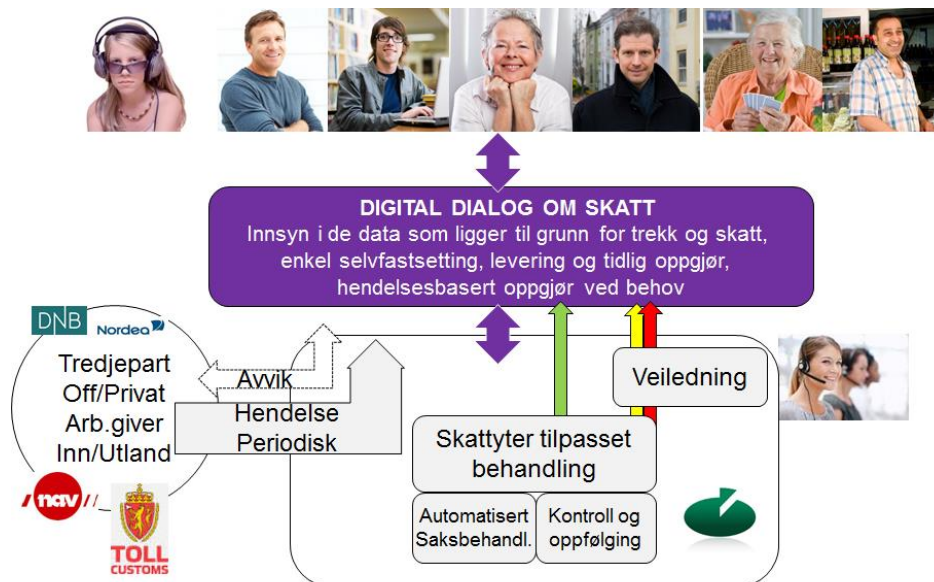 DIGITAL DIALOG OM SKATT
Innsyn i de data som ligger til grunn for trekk og skatt,
enkel selvfastsetting, levering og tidlig oppgjør,
hendelsesbasert oppgjør ved behov
DNB
Nordea
Tredjepart
Off/Privat
Arb.giver
Inn/Utland
nav
TOLL
CUSTOMS
Avvik
Hendelse
Periodisk
Veiledning
Skattyter tilpasset
behandling
Automatisert
Saksbehandl.
Kontroll og
oppfølging